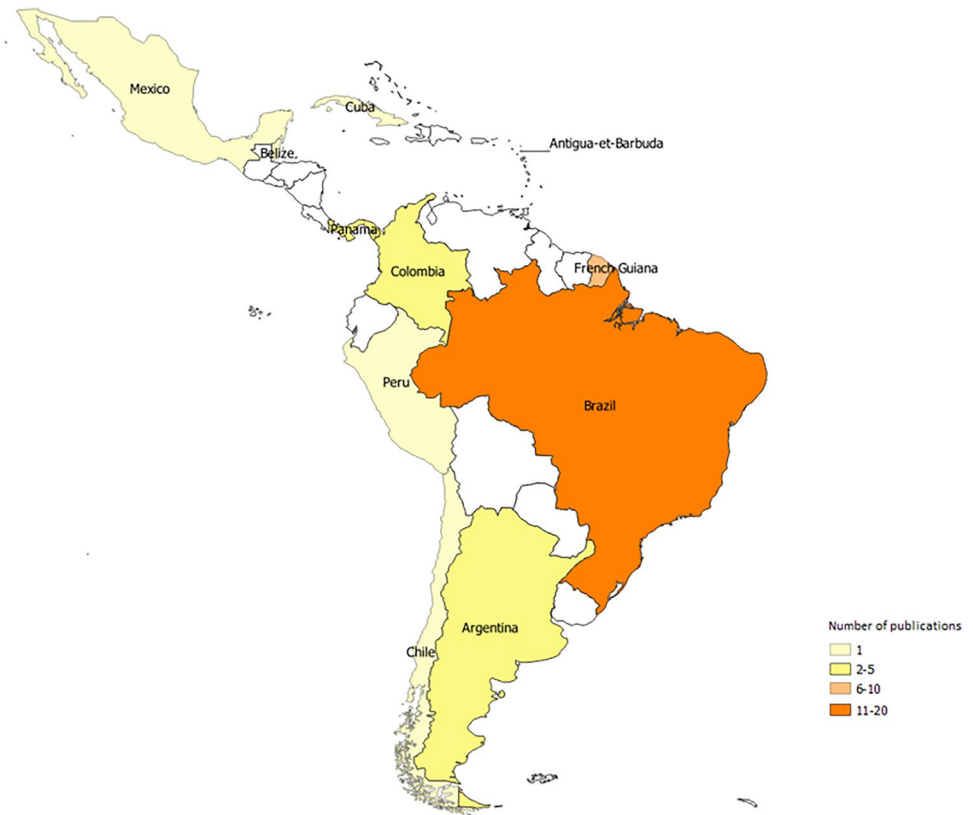 Mexico
Cuba
Antigua-et-Barbuda
Belize,
Panama
Colombia
French Guiana
Peru
Brazil
Argentina
Chile
Number of publications
1
2-5
6-10
11-20